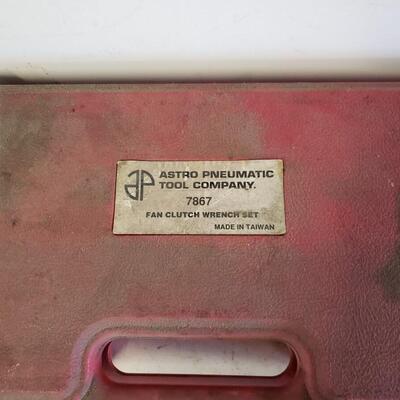 AP ASTRO PNEUMATIC
TOOL COMPANY.
7867
FAN CLUTCH WRENCH SET
MADE IN TAIWAN